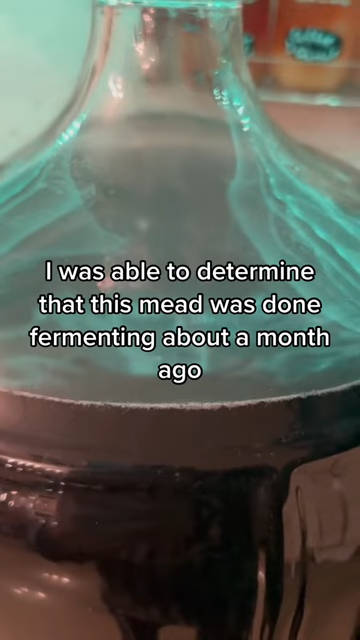 I was able to determine
that this mead was done
fermenting about a month
ago